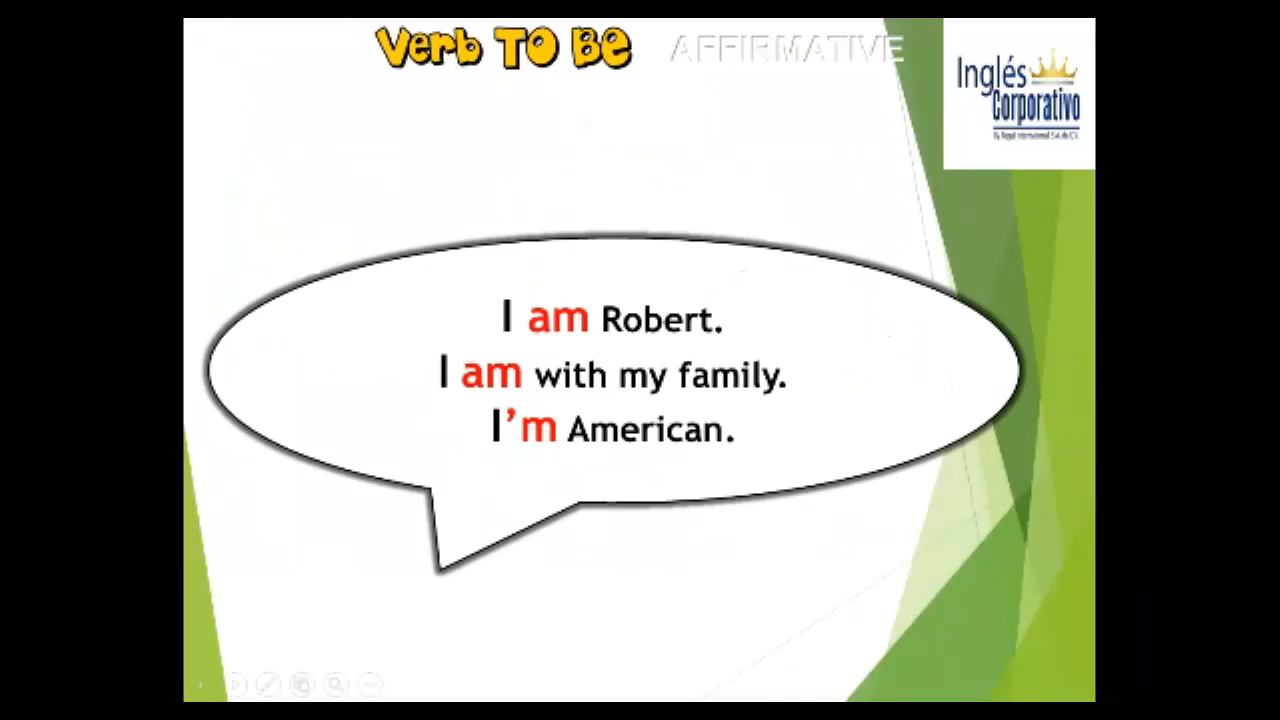 Verb TO BE AFFIRMATIVE
Inglés
Corporativo
I am Robert.
I am with my family.
I’m American.